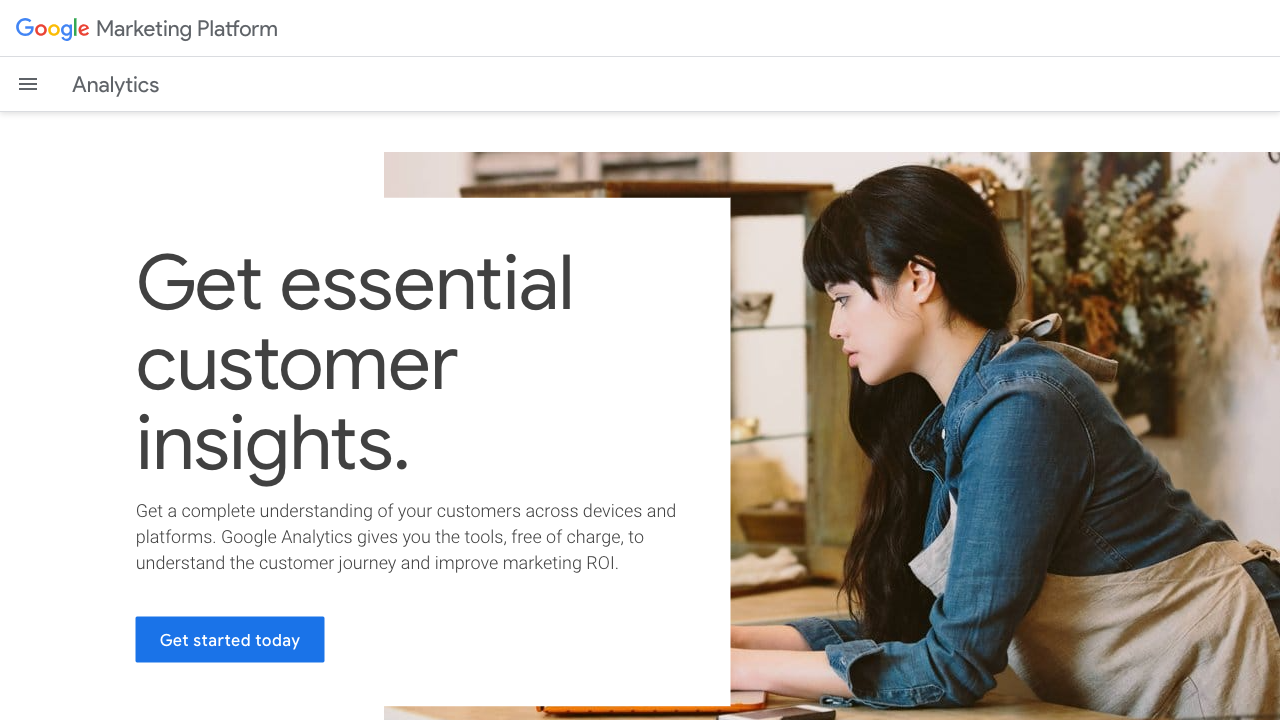 Google Marketing Platform
Analytics
Get essential
customer
insights.
Get a complete understanding of your customers across devices and
platforms. Google Analytics gives you the tools, free of charge, to
understand the customer journey and improve marketing ROI.
Get started today